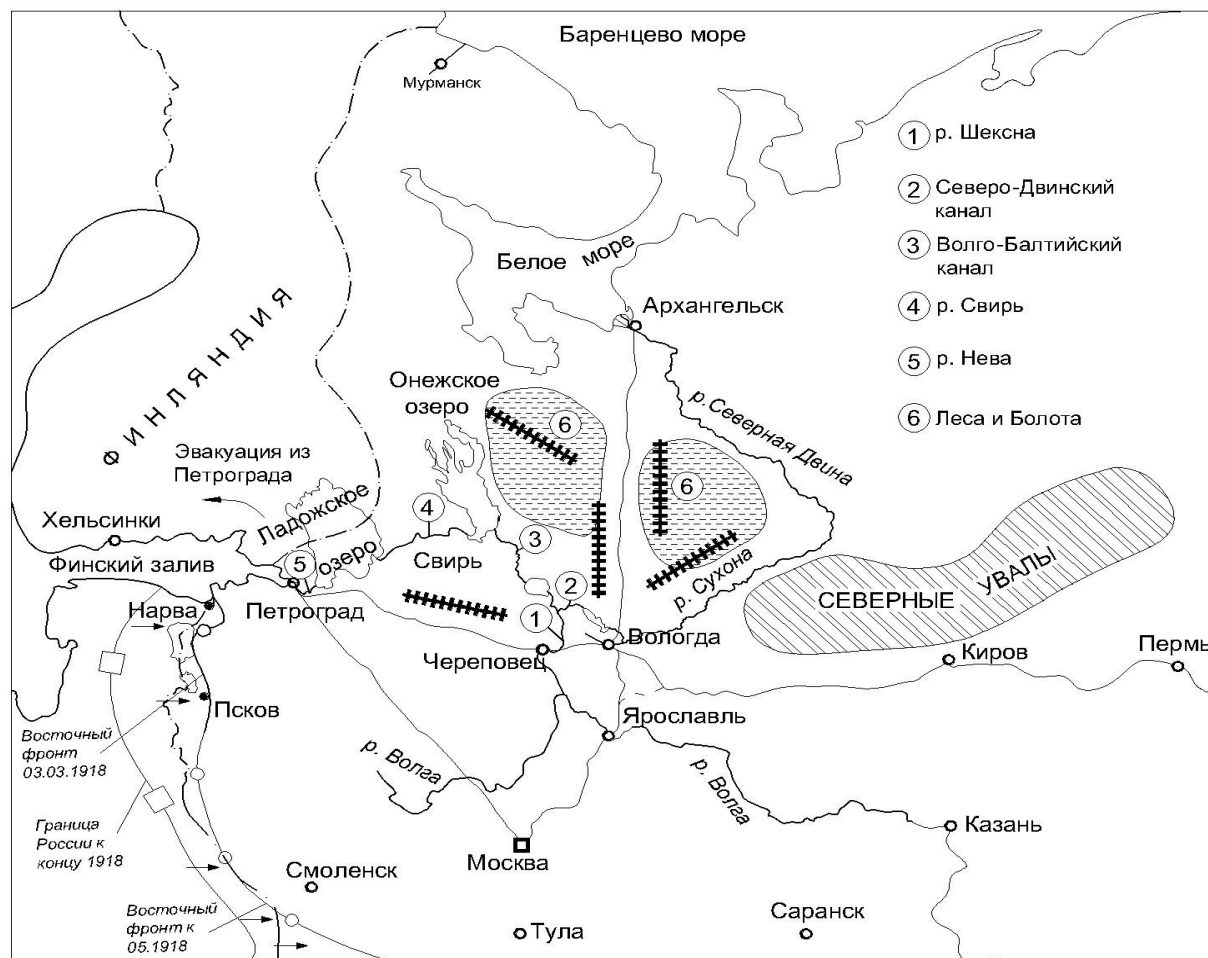 Баренцево море
Мурманск
1 р. Шексна
2 Северо-Двинский
канал
3 Волго-Балтийский
канал
4 р. Свирь
5 р. Нева
6 Леса и Болота
Белое море
Архангельск
Онежское
озеро
6
р.Северная Двина
6
ФИНЛЯНДИЯ
Эвакуация из
Петрограда
Ладожское
озеро
4
Хельсинки
Финский залив
5
Свирь
3
2
1
р. Сухона
СЕВЕРНЫЕ
УВАЛЫ
Нарва
Петроград
Вологда
Череповец
Киров
Пермь
Псков
Ярославль
Восточный
фронт
03.03.1918
р. Волга
р. Волга
Граница
России к
концу 1918
Москва
Казань
Смоленск
Восточный
фронт к
05.1918
Тула
Саранск